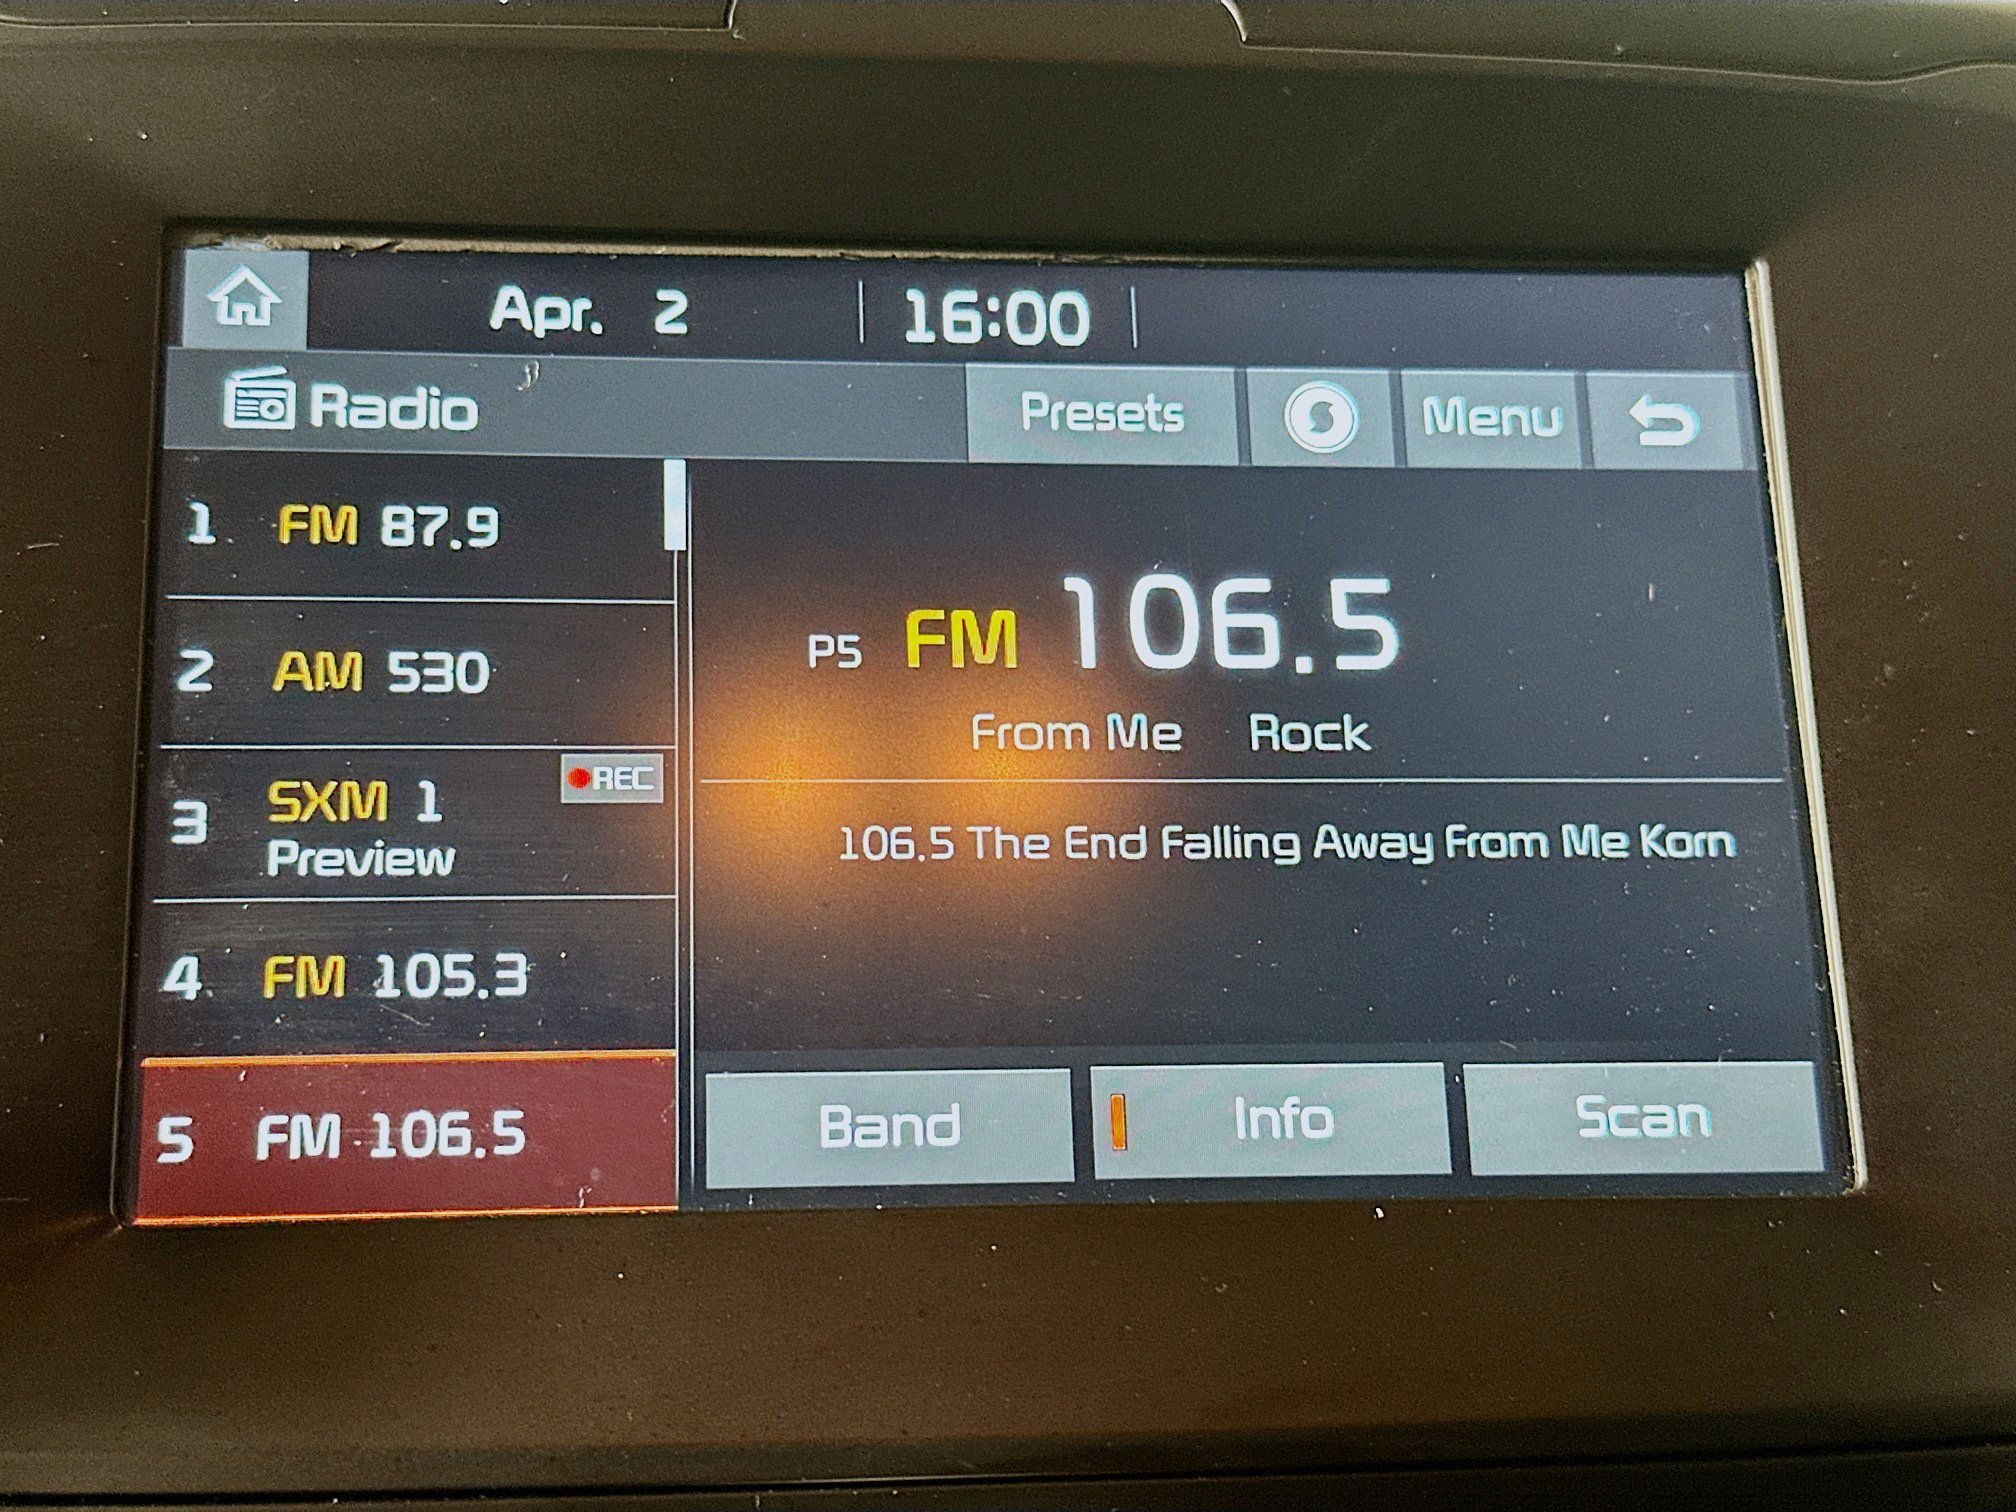 Apr. 2 16:00
Radio Presets Menu
1 FM 87.9
2 AM 530
3 SXM 1
Preview
REC
4 FM 105.3
5 FM 106.5
P5 FM 106.5
From Me Rock
106.5 The End Falling Away From Me Korn
Band Info Scan